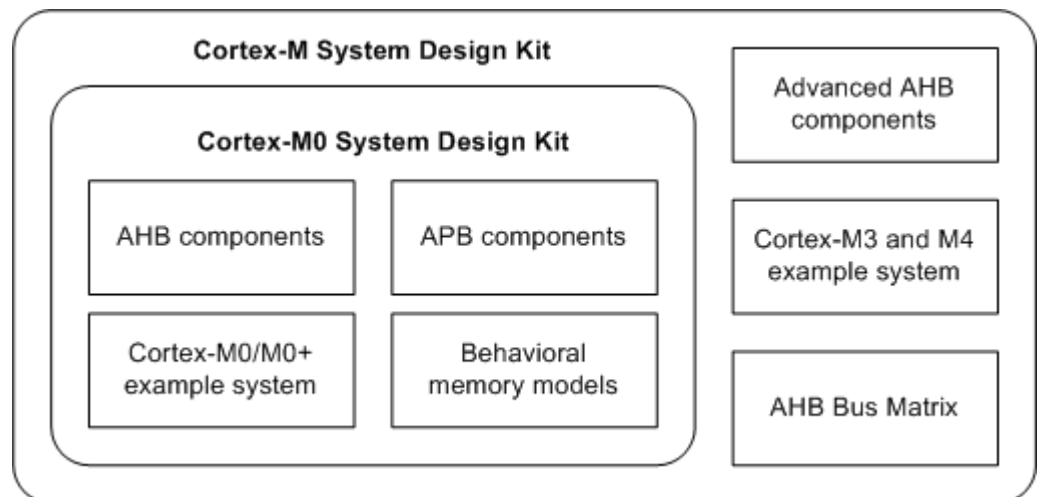 Cortex-M System Design Kit
Cortex-M0 System Design Kit
AHB components
APB components
Cortex-M0/M0+
example system
Behavioral
memory models
Advanced AHB
components
Cortex-M3 and M4
example system
AHB Bus Matrix